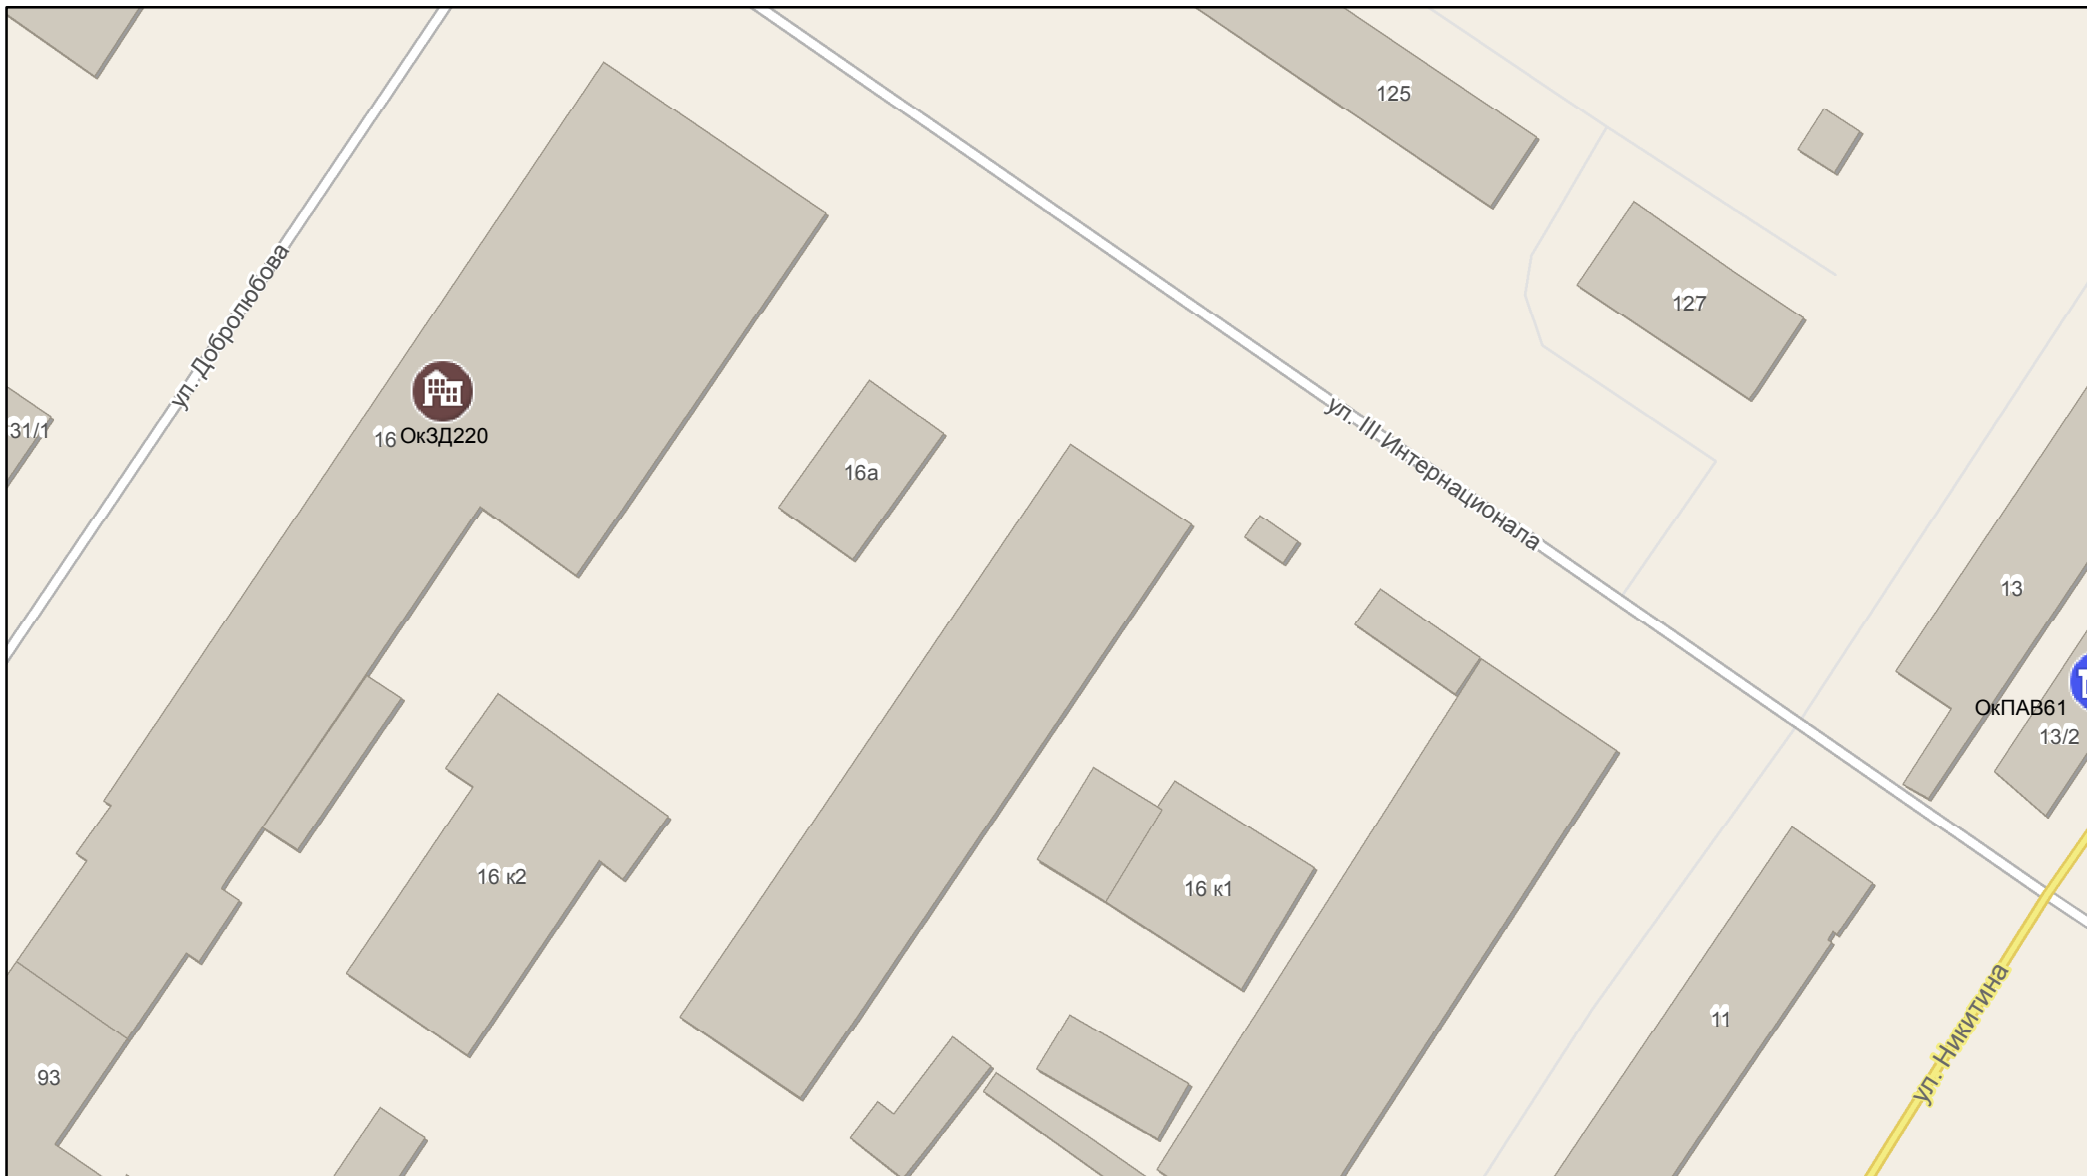 125
127
ул. Добролюбова
31/1
16
ОкЗД220
16а
ул. III Интернационала
13
ОкПАВ61
13/2
16 к2
16 к1
11
ул. Никитина
93